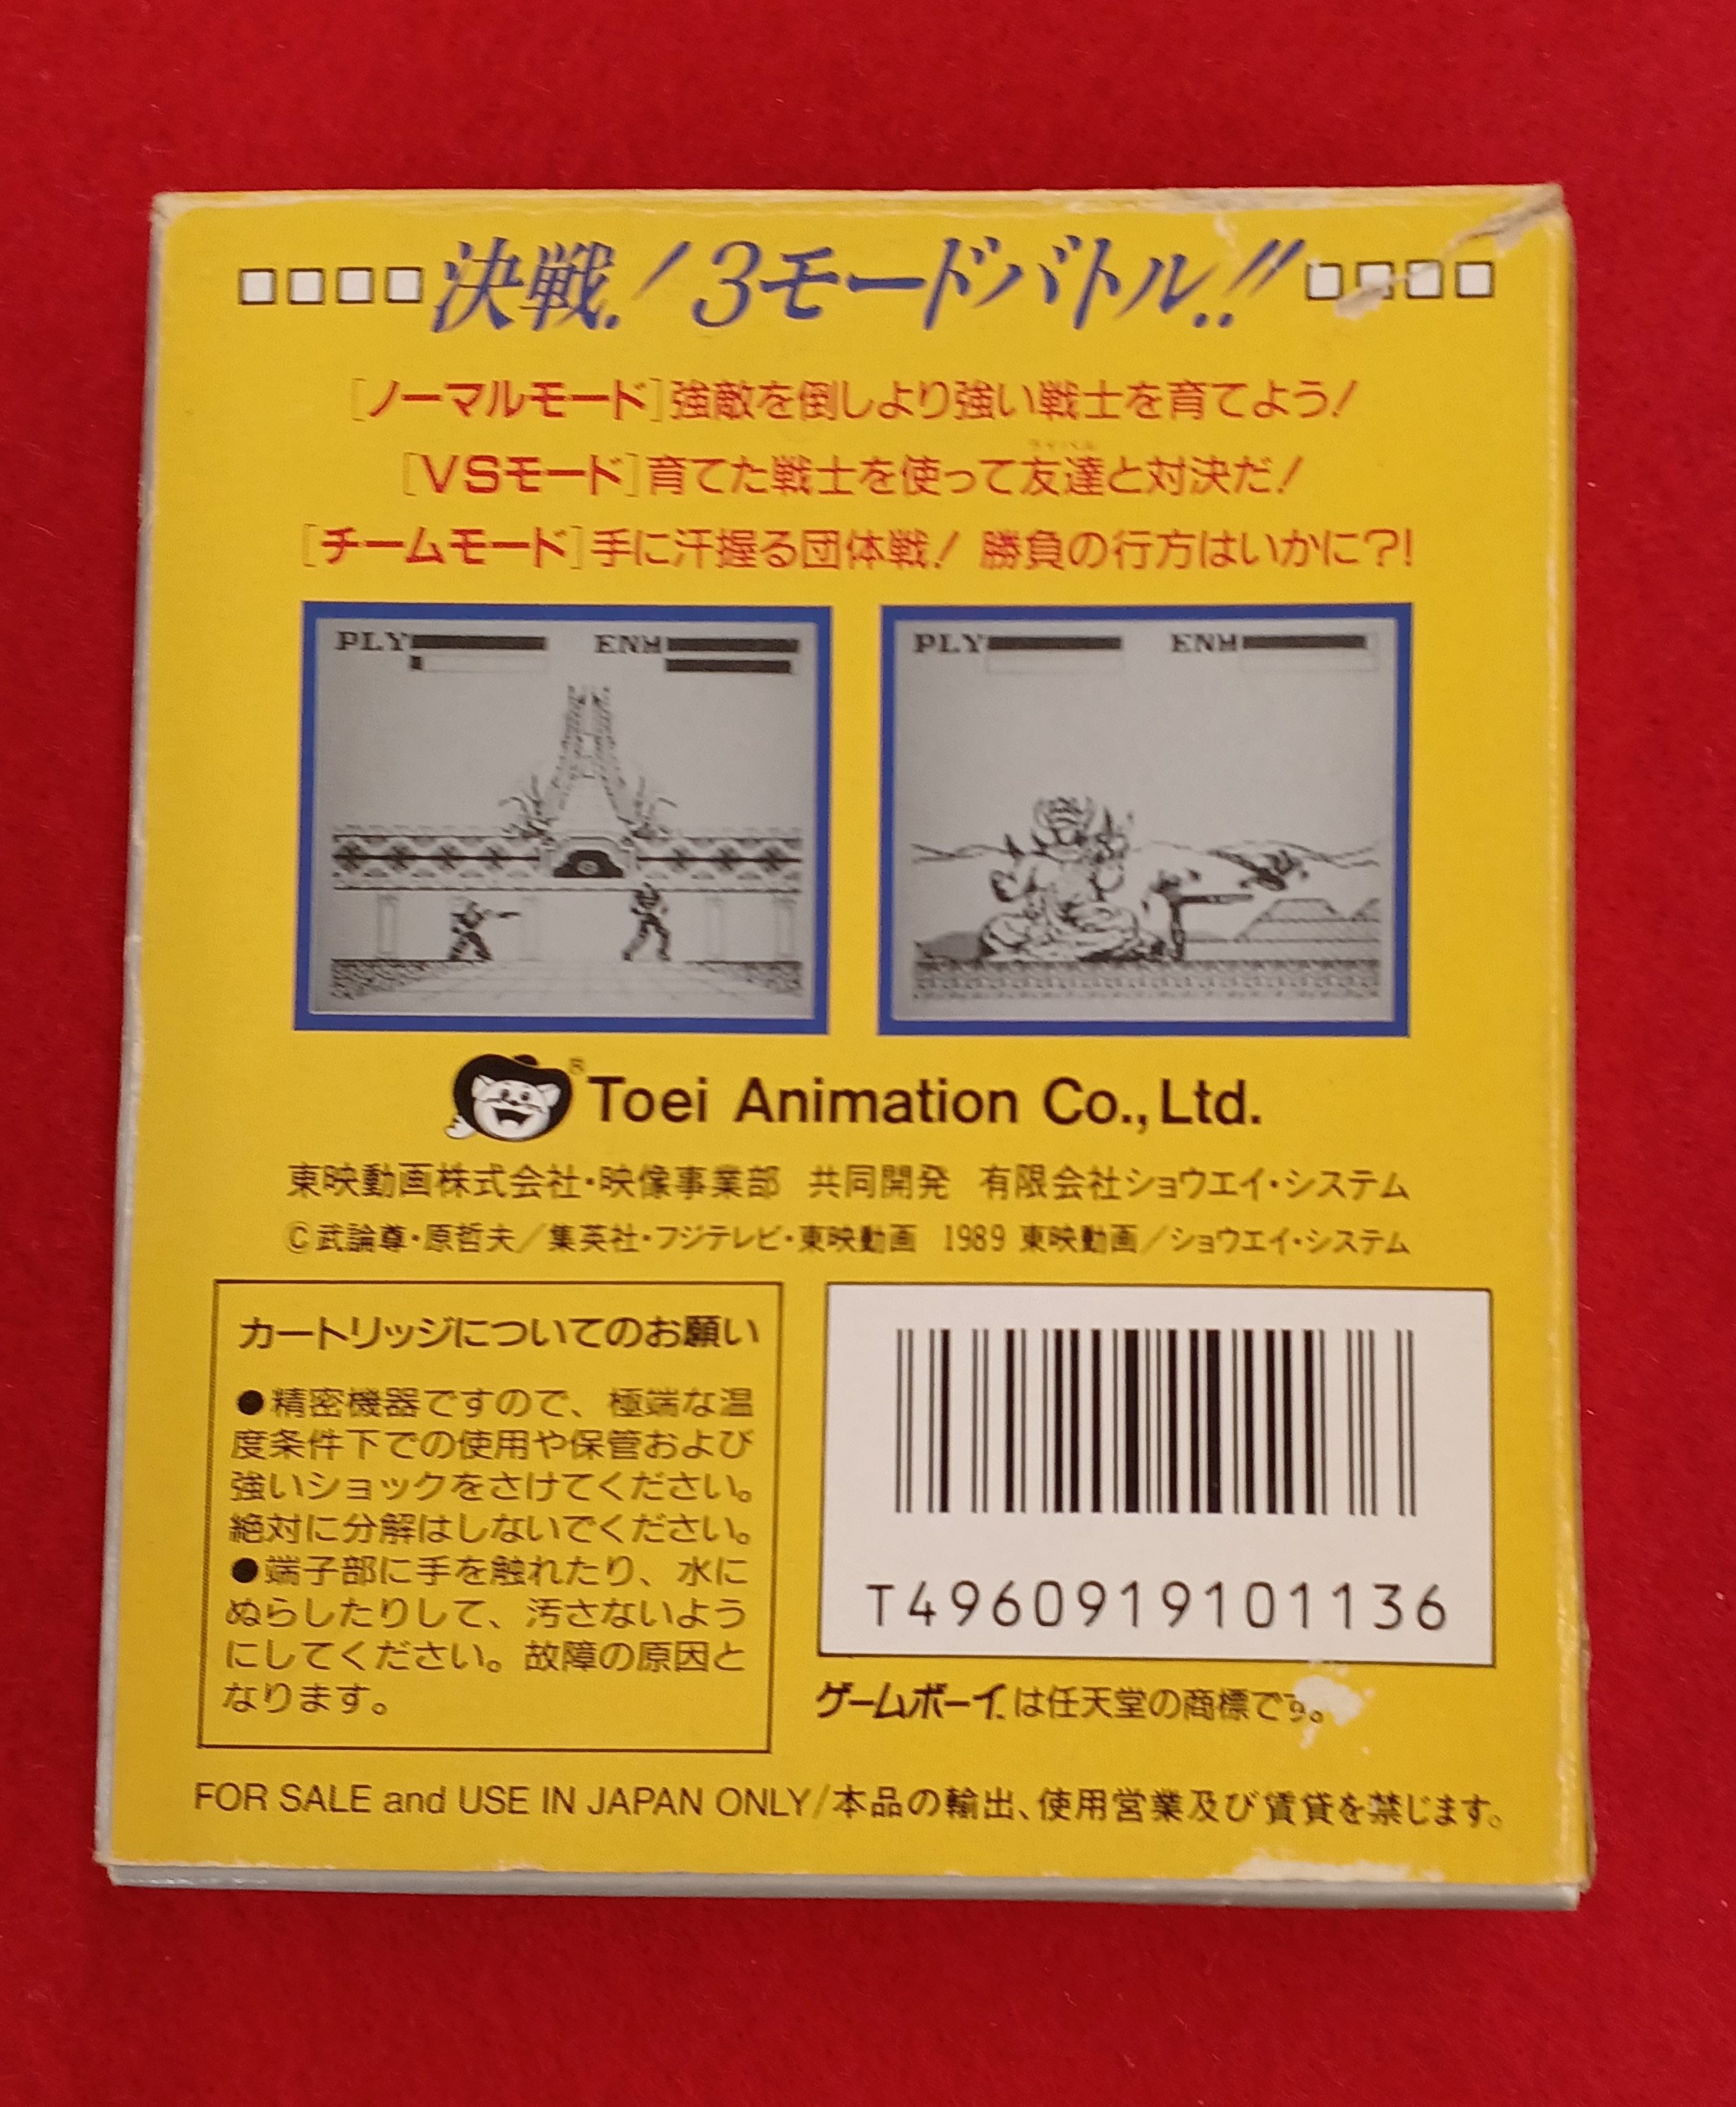 決戦！3モードバトル!!
[ノーマルモード]強敵を倒しより強い戦士を育てよう！
ライバル
[VSモード]育てた戦士を使って友達と対決だ！
[チームモード]手に汗握る団体戦！ 勝負の行方はいかに？！
PLY ENM
PLY ENM
® Toei Animation Co., Ltd.
東映動画株式会社・映像事業部 共同開発 有限会社ショウエイ・システム
©武論尊・原哲夫／集英社・フジテレビ・東映動画 1989 東映動画／ショウエイ・システム
カートリッジについてのお願い
●精密機器ですので、極端な温
度条件下での使用や保管および
強いショックをさけてください。
絶対に分解はしないでください。
●端子部に手を触れたり、水に
ぬらしたりして、汚さないよう
にしてください。故障の原因と
なります。
T4960919101136
ゲームボーイは任天堂の商標です。
FOR SALE and USE IN JAPAN ONLY/本品の輸出、使用営業及び賃貸を禁じます。